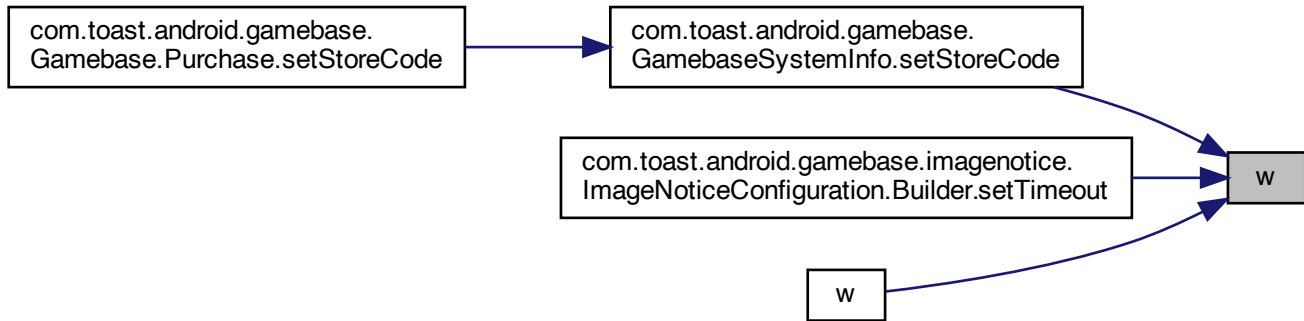 com.toast.android.gamebase.
Gamebase.Purchase.setStoreCode
com.toast.android.gamebase.
GamebaseSystemInfo.setStoreCode
com.toast.android.gamebase.imagenotice.
ImageNoticeConfiguration.Builder.setTimeout
w
w